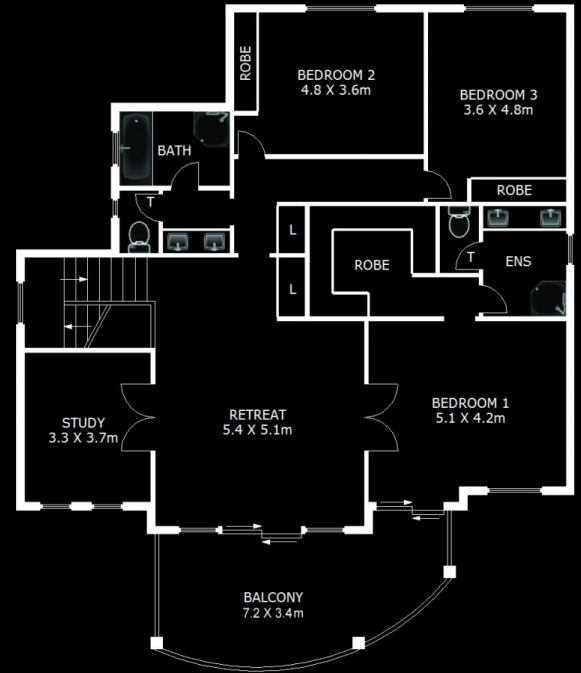 ROBE
BEDROOM 2
4.8 X 3.6m
BEDROOM 3
3.6 X 4.8m
BATH
ROBE
T
L
ROBE
T
ENS
L
STUDY
3.3 X 3.7m
RETREAT
5.4 X 5.1m
BEDROOM 1
5.1 X 4.2m
BALCONY
7.2 X 3.4m